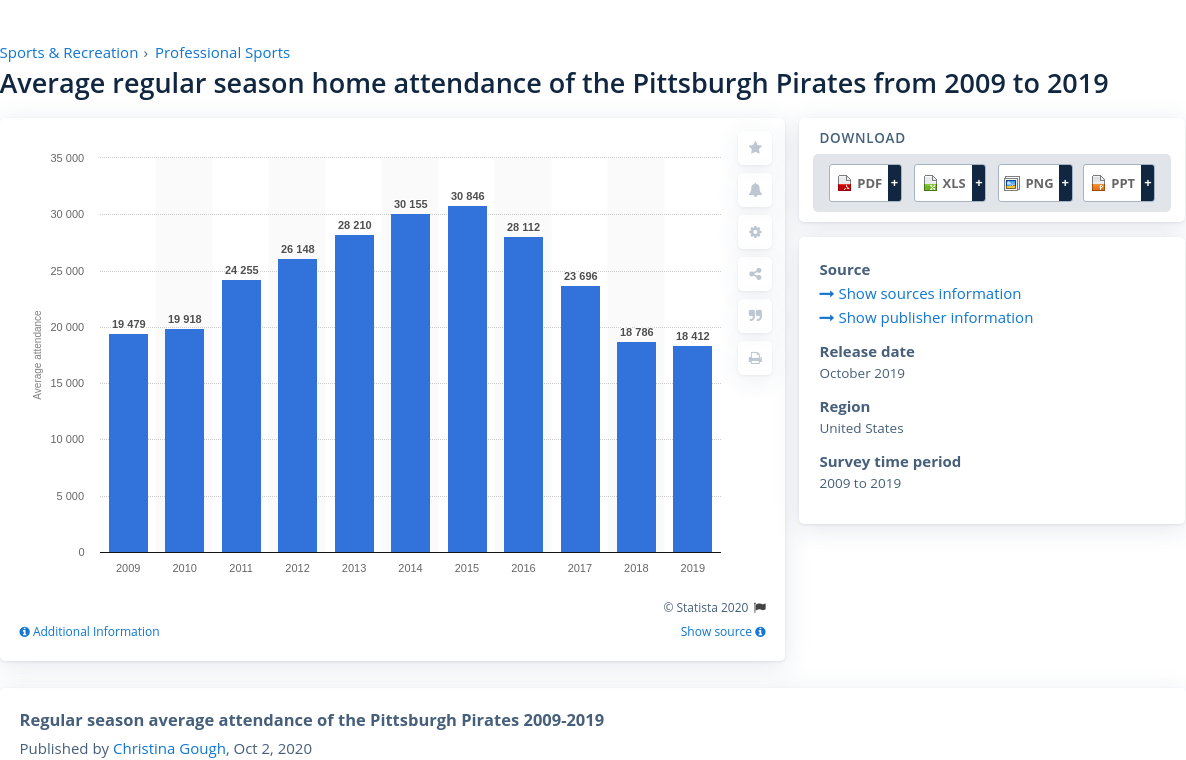 Sports & Recreation › Professional Sports
Average regular season home attendance of the Pittsburgh Pirates from 2009 to 2019
35 000
30 000
25 000
20 000
15 000
10 000
5 000
0
Average attendance
19 479
19 918
24 255
26 148
28 210
30 155
30 846
28 112
23 696
18 786
18 412
2009 2010 2011 2012 2013 2014 2015 2016 2017 2018 2019
© Statista 2020
Additional Information
Show source
DOWNLOAD
PDF + XLS + PNG + PPT +
Source
Show sources information
Show publisher information
Release date
October 2019
Region
United States
Survey time period
2009 to 2019
Regular season average attendance of the Pittsburgh Pirates 2009-2019
Published by Christina Gough, Oct 2, 2020